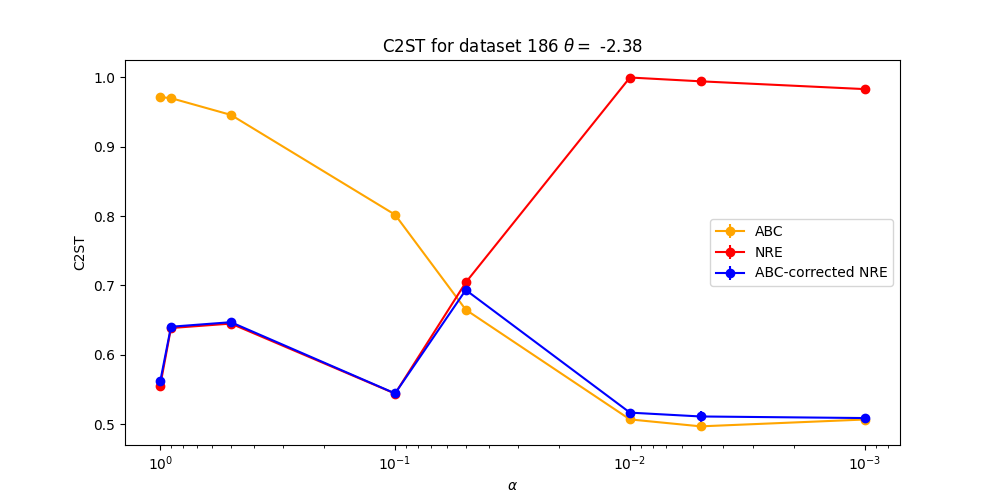 C2ST for dataset 186 θ = -2.38
C2ST
1.0
0.9
0.8
0.7
0.6
0.5
ABC
NRE
ABC-corrected NRE
10⁰
10⁻¹
10⁻²
10⁻³
α